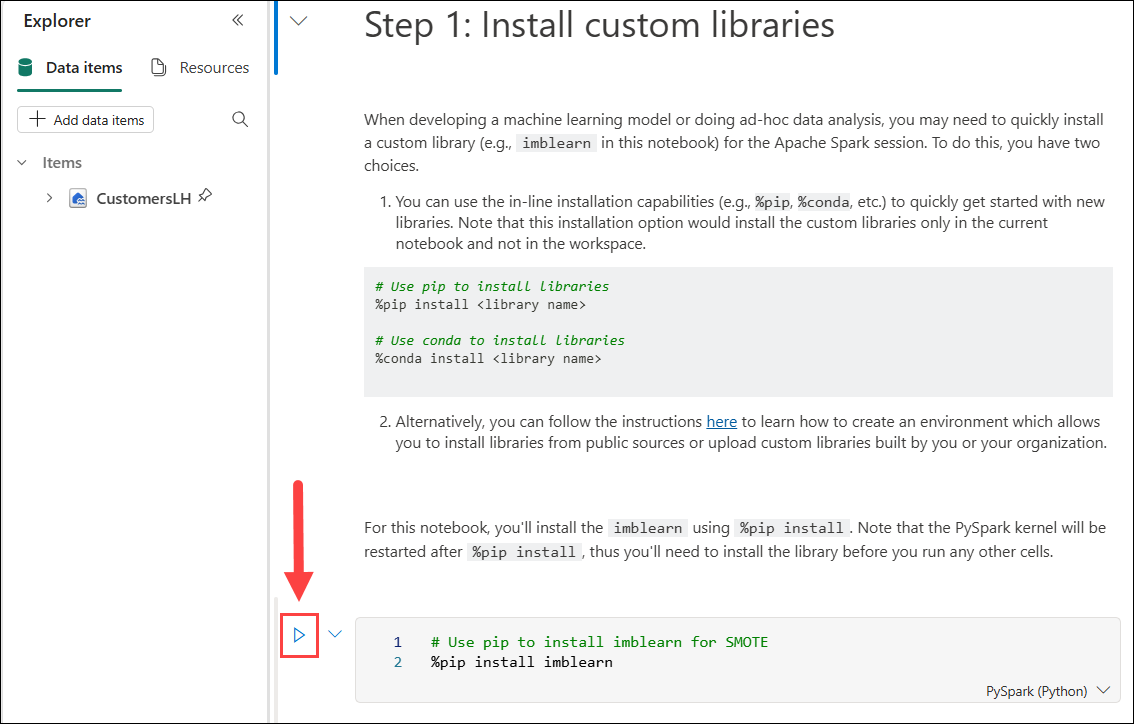 Explorer
Data items
Resources
Add data items
Items
CustomersLH
Step 1: Install custom libraries
When developing a machine learning model or doing ad-hoc data analysis, you may need to quickly install
a custom library (e.g., imblearn in this notebook) for the Apache Spark session. To do this, you have two
choices.
1. You can use the in-line installation capabilities (e.g., %pip, %conda, etc.) to quickly get started with new
libraries. Note that this installation option would install the custom libraries only in the current
notebook and not in the workspace.
# Use pip to install libraries
%pip install <library name>
# Use conda to install libraries
%conda install <library name>
2. Alternatively, you can follow the instructions here to learn how to create an environment which allows
you to install libraries from public sources or upload custom libraries built by you or your organization.
For this notebook, you'll install the imblearn using %pip install. Note that the PySpark kernel will be
restarted after %pip install, thus you'll need to install the library before you run any other cells.
1 # Use pip to install imblearn for SMOTE
2 %pip install imblearn
PySpark (Python)